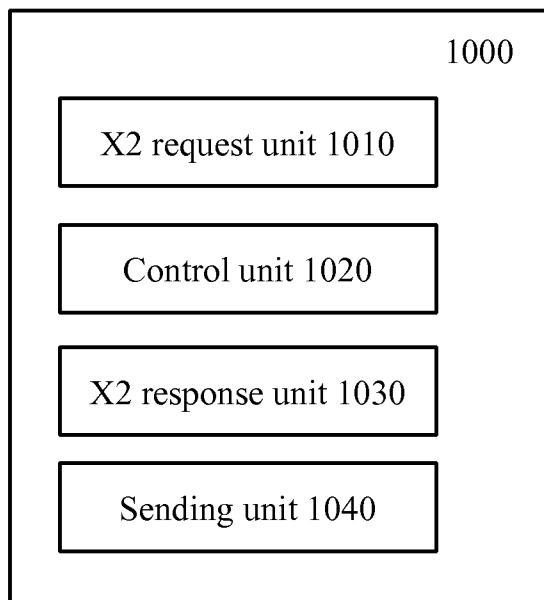 1000
X2 request unit 1010
Control unit 1020
X2 response unit 1030
Sending unit 1040